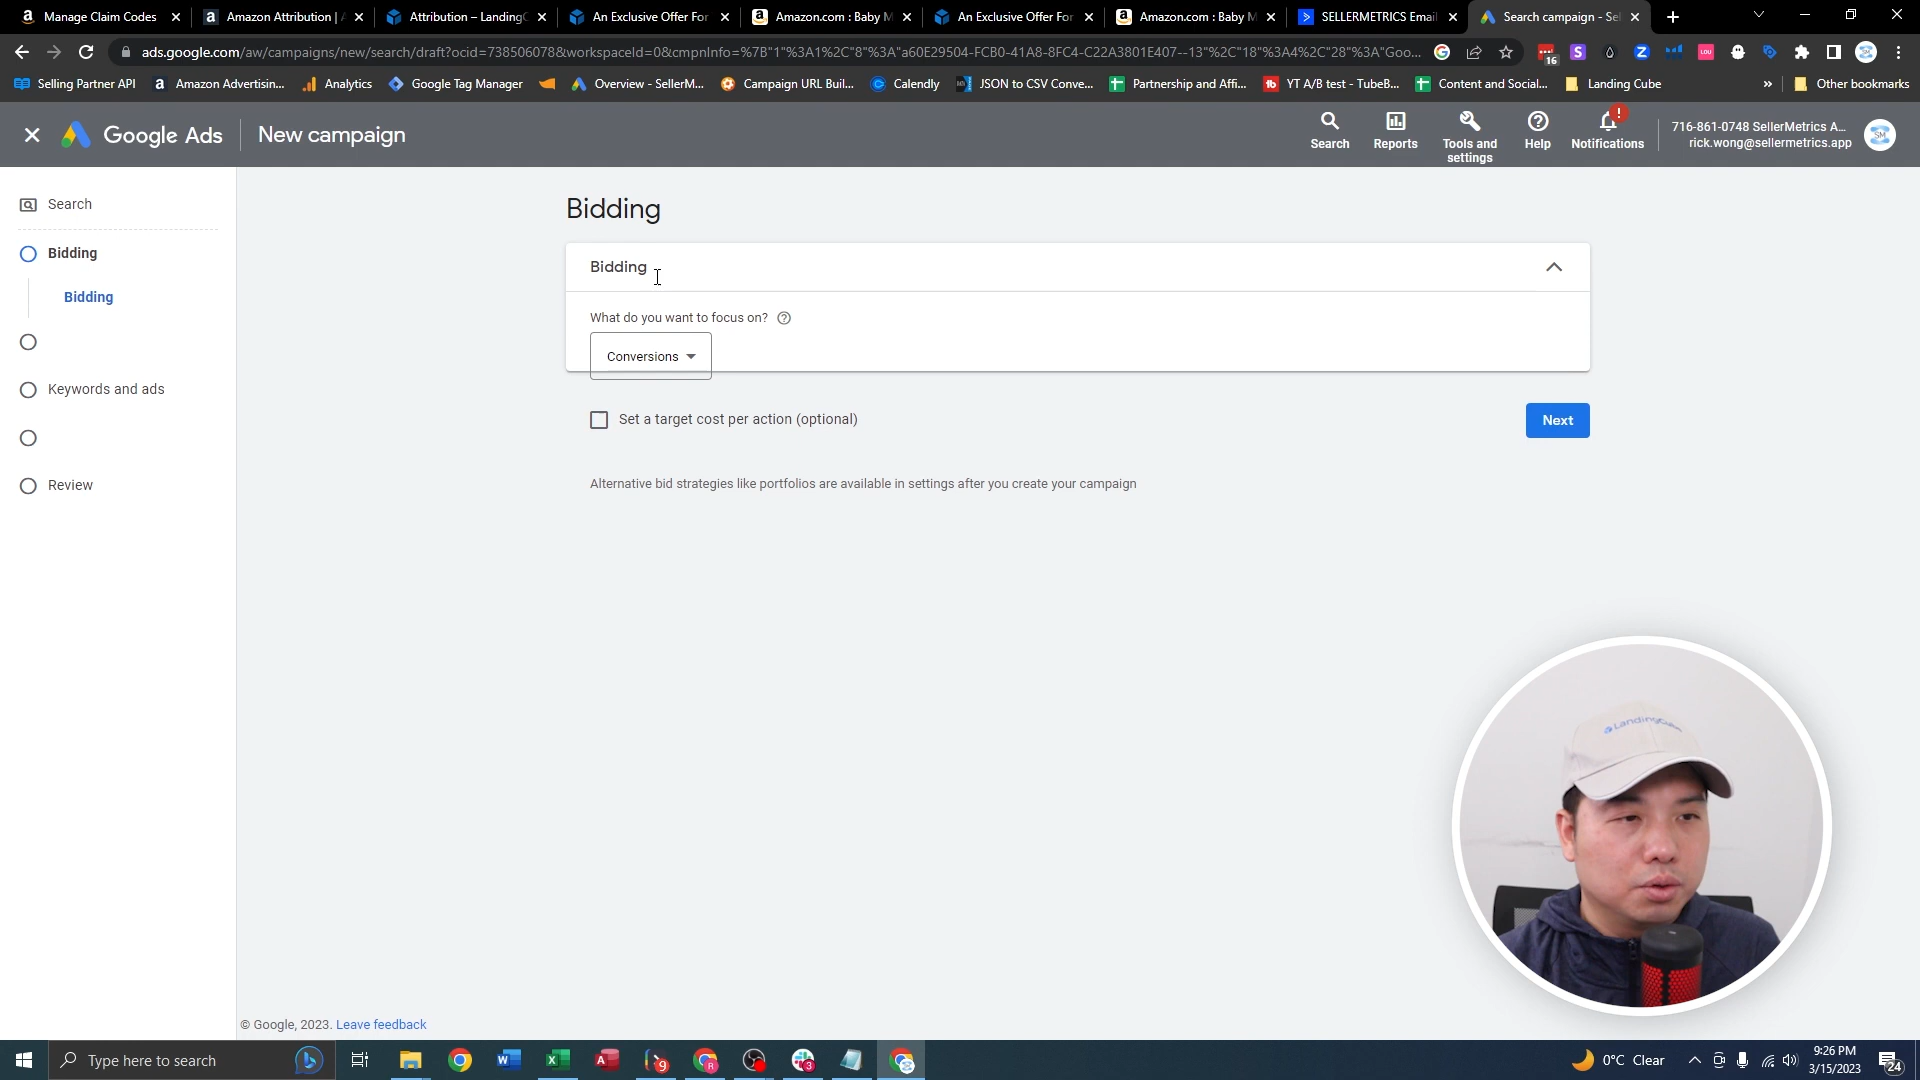 Manage Claim Codes
Amazon Attribution | A
Attribution – LandingC
An Exclusive Offer For
Amazon.com : Baby M
An Exclusive Offer For
Amazon.com : Baby M
SELLERMETRICS Email
Search campaign - Sel
ads.google.com/aw/campaigns/new/search/draft?ocid=738506078&workspaceId=0&cmpnInfo=%7B"1"%3A1%2C"8"%3A"a60E29504-FCB0-41A8-8FC4-C22A3801E407--13"%2C"18"%3A4%2C"28"%3A"Goo...
16
Selling Partner API
Amazon Advertisin...
Analytics
Google Tag Manager
Overview - SellerM...
Campaign URL Buil...
Calendly
JSON to CSV Conve...
Partnership and Affi...
YT A/B test - TubeB...
Content and Social...
Landing Cube
»
Other bookmarks
Google Ads
New campaign
Search
Reports
Tools and settings
Help
Notifications
716-861-0748 SellerMetrics A...
rick.wong@sellermetrics.app
SM
Search
Bidding
Bidding
Keywords and ads
Review
Bidding
Bidding
What do you want to focus on?
Conversions
Set a target cost per action (optional)
Next
Alternative bid strategies like portfolios are available in settings after you create your campaign
LandingCube
© Google, 2023. Leave feedback
Type here to search
9
3
0°C Clear
9:26 PM
3/15/2023
24